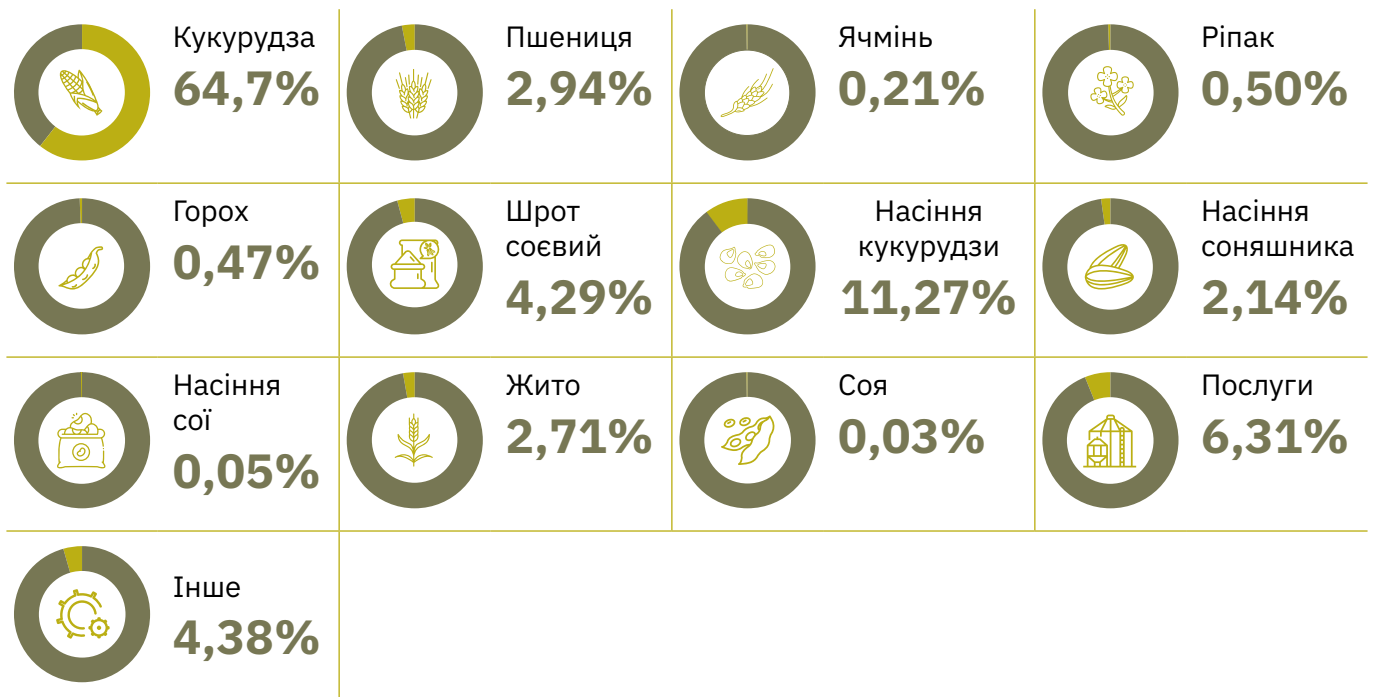 Кукурудза
64,7%
Пшениця
2,94%
Ячмінь
0,21%
Ріпак
0,50%
Горох
0,47%
Шрот
соєвий
4,29%
Насіння
кукурудзи
11,27%
Насіння
соняшника
2,14%
Насіння
сої
0,05%
Жито
2,71%
Соя
0,03%
Послуги
6,31%
Інше
4,38%